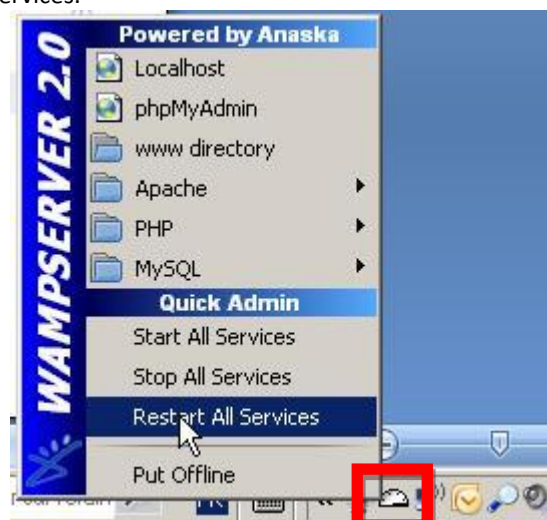 ervices.
Powered by Anaska
Localhost
phpMyAdmin
www directory
Apache
PHP
MySQL
Quick Admin
Start All Services
Stop All Services
Restart All Services
Put Offline
WAMPSERVER 2.0